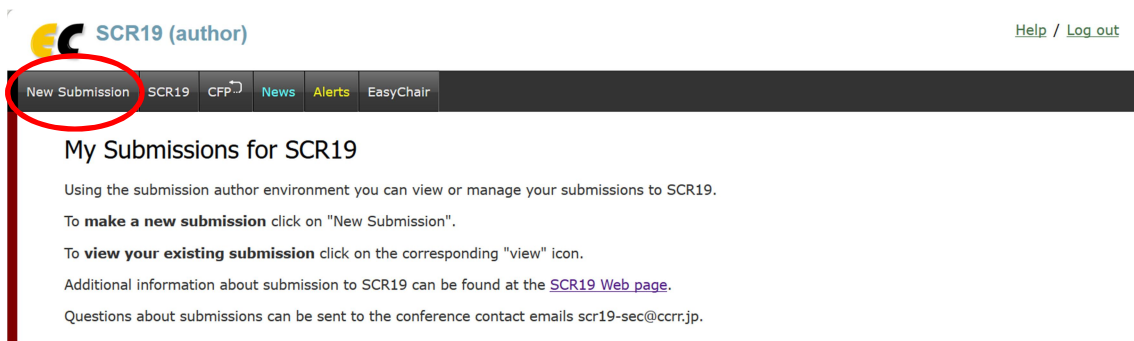 EC SCR19 (author)
Help / Log out
New Submission SCR19 CFP News Alerts EasyChair
My Submissions for SCR19
Using the submission author environment you can view or manage your submissions to SCR19.
To make a new submission click on "New Submission".
To view your existing submission click on the corresponding "view" icon.
Additional information about submission to SCR19 can be found at the SCR19 Web page.
Questions about submissions can be sent to the conference contact emails scr19-sec@ccrr.jp.